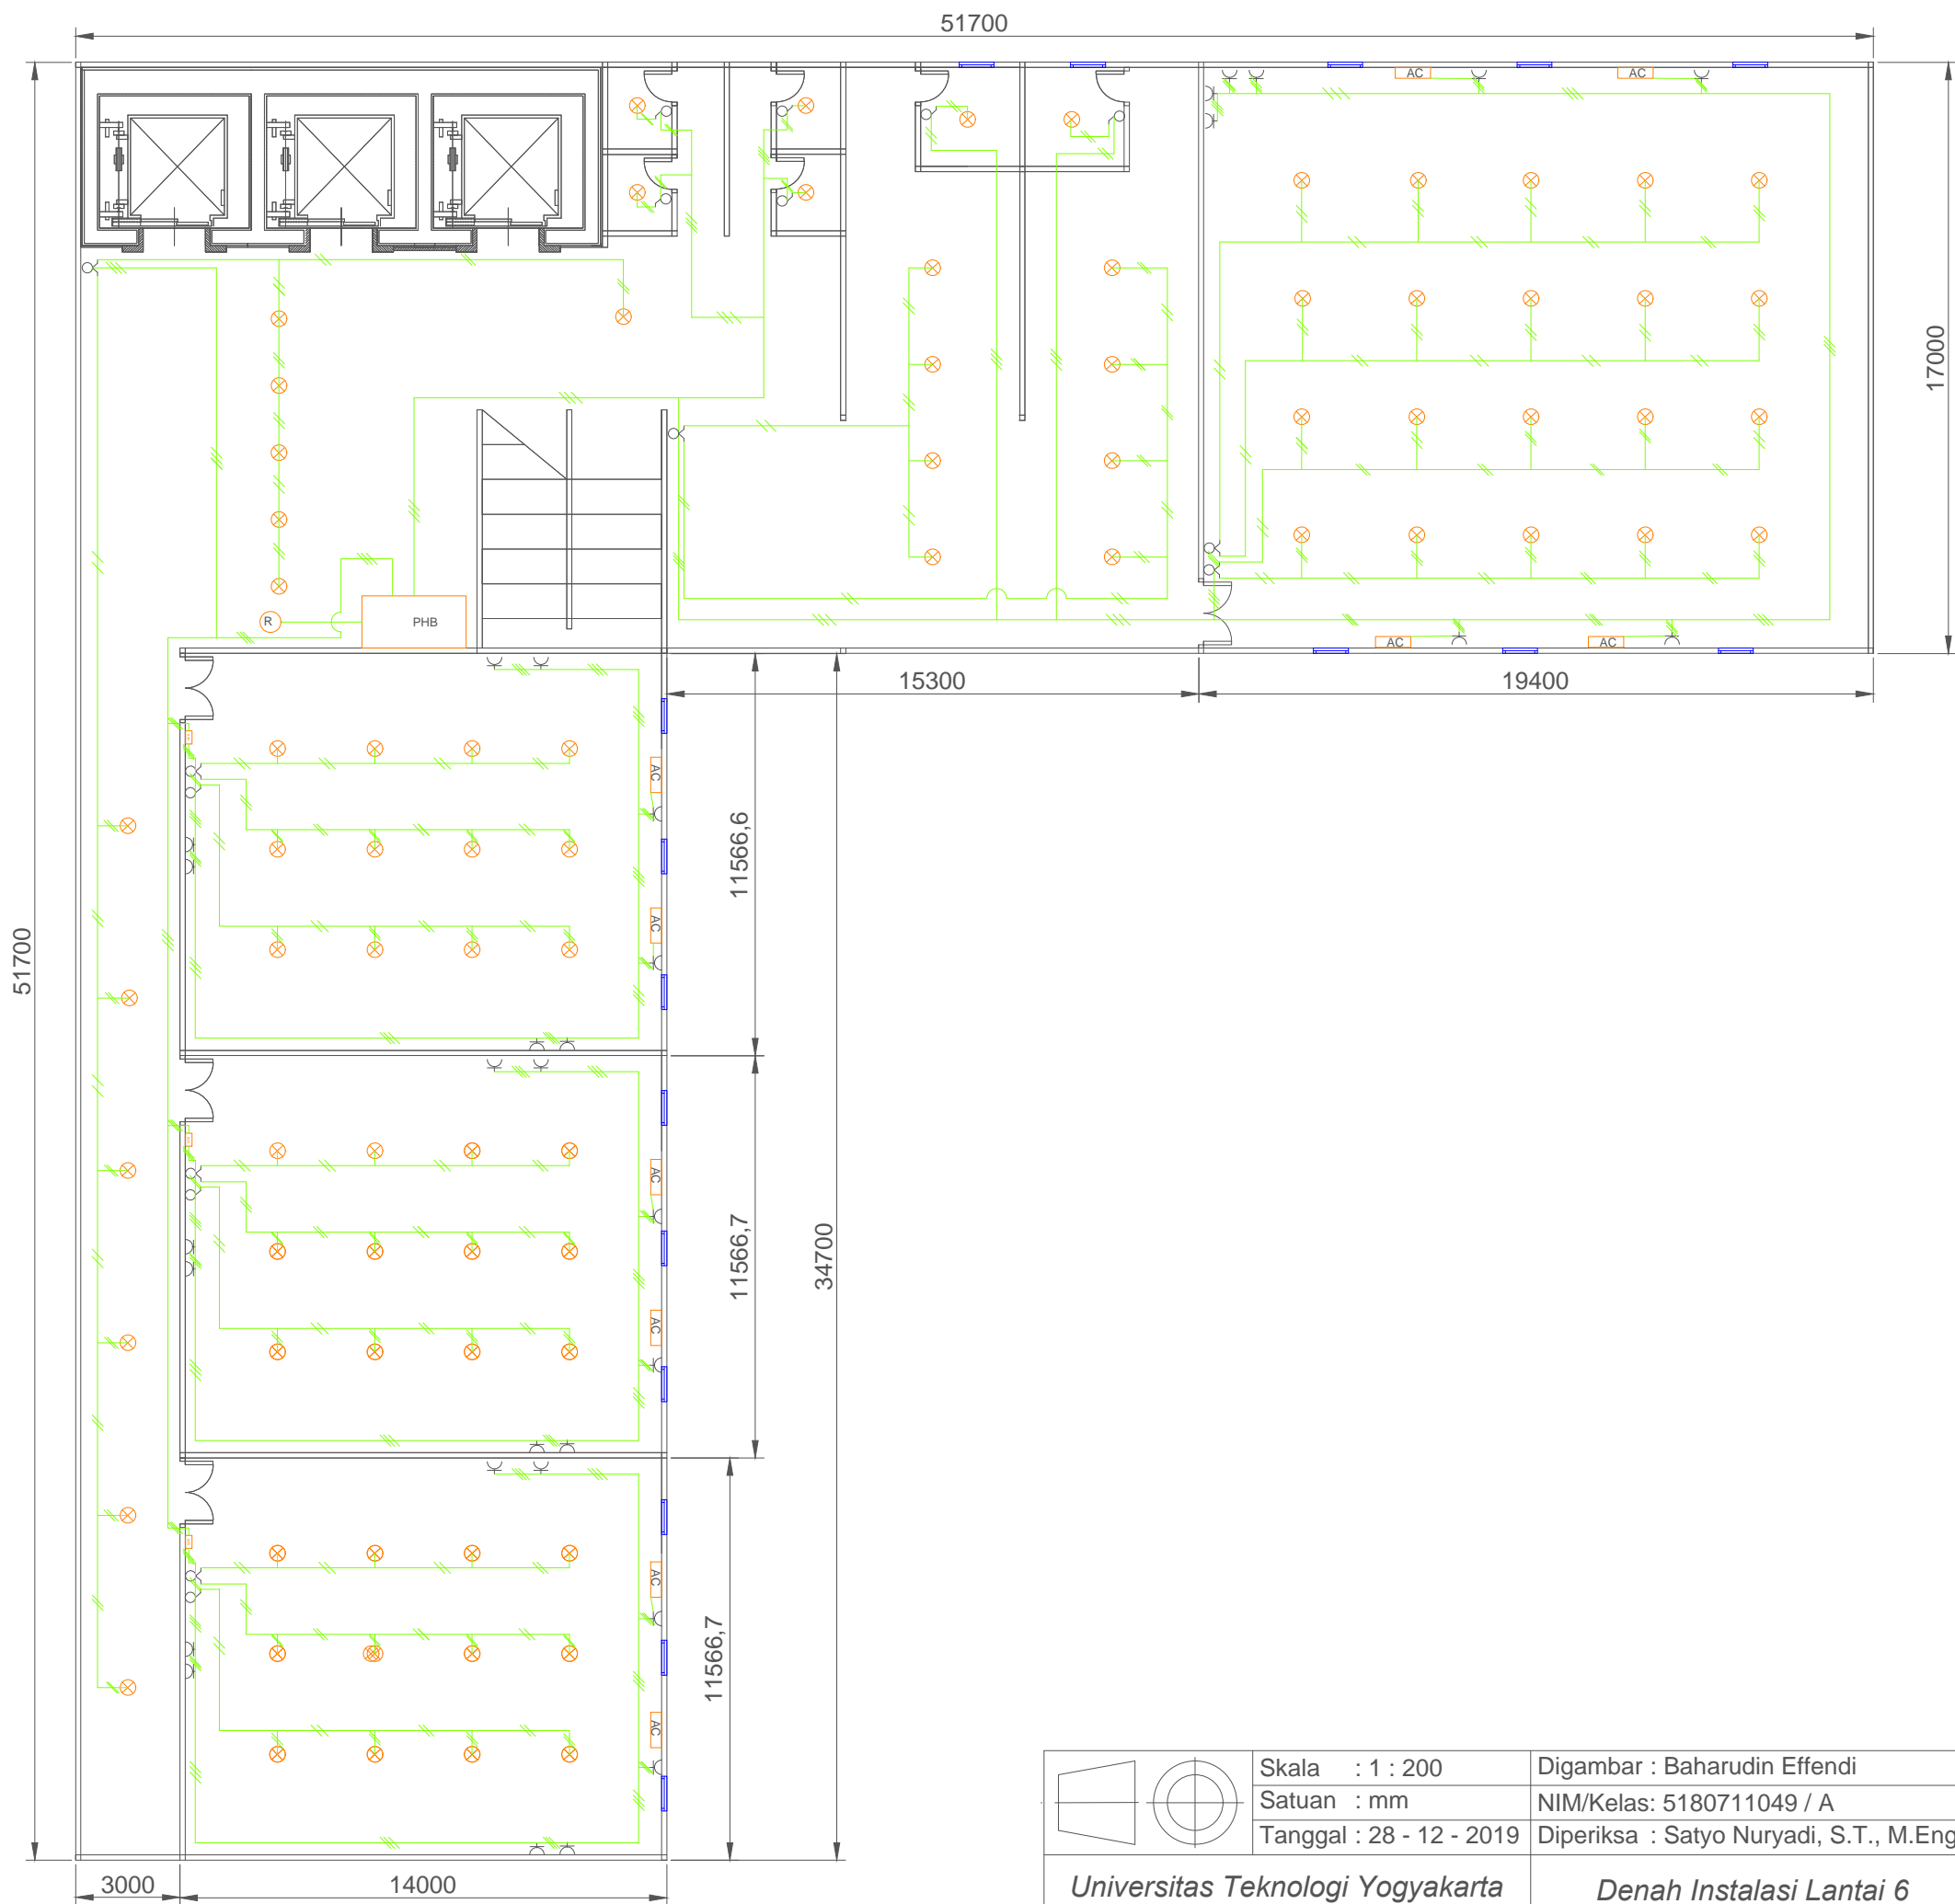 51700
AC
AC
17000
PHB
R
AC
AC
15300
19400
AC
11566,6
AC
51700
AC
11566,7
34700
AC
AC
11566,7
AC
3000
14000
Skala : 1 : 200
Digambar : Baharudin Effendi
Satuan : mm
NIM/Kelas: 5180711049 / A
Tanggal : 28 - 12 - 2019
Diperiksa : Satyo Nuryadi, S.T., M.Eng
Universitas Teknologi Yogyakarta
Denah Instalasi Lantai 6